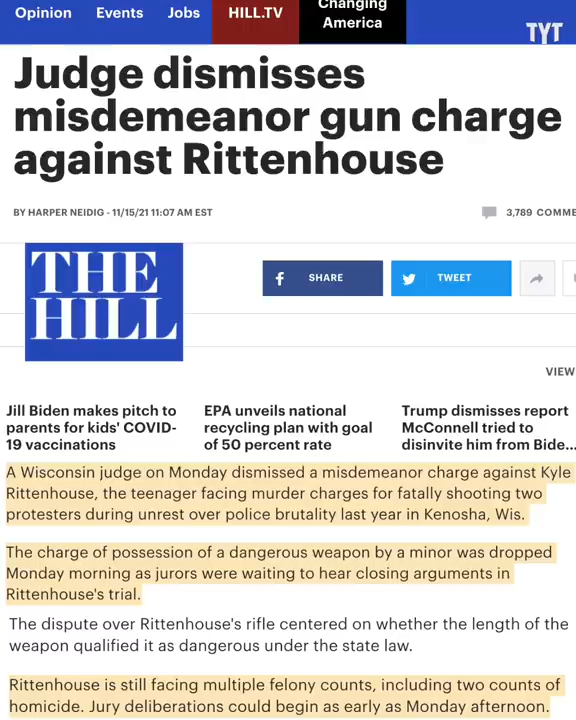 Opinion Events Jobs HILL.TV Changing
America
TYT
Judge dismisses
misdemeanor gun charge
against Rittenhouse
BY HARPER NEIDIG - 11/15/21 11:07 AM EST 3,789 COMME
THE
HILL
f SHARE TWEET
VIEW
Jill Biden makes pitch to
parents for kids' COVID-
19 vaccinations
EPA unveils national
recycling plan with goal
of 50 percent rate
Trump dismisses report
McConnell tried to
disinvite him from Bide...
A Wisconsin judge on Monday dismissed a misdemeanor charge against Kyle
Rittenhouse, the teenager facing murder charges for fatally shooting two
protesters during unrest over police brutality last year in Kenosha, Wis.
The charge of possession of a dangerous weapon by a minor was dropped
Monday morning as jurors were waiting to hear closing arguments in
Rittenhouse's trial.
The dispute over Rittenhouse's rifle centered on whether the length of the
weapon qualified it as dangerous under the state law.
Rittenhouse is still facing multiple felony counts, including two counts of
homicide. Jury deliberations could begin as early as Monday afternoon.